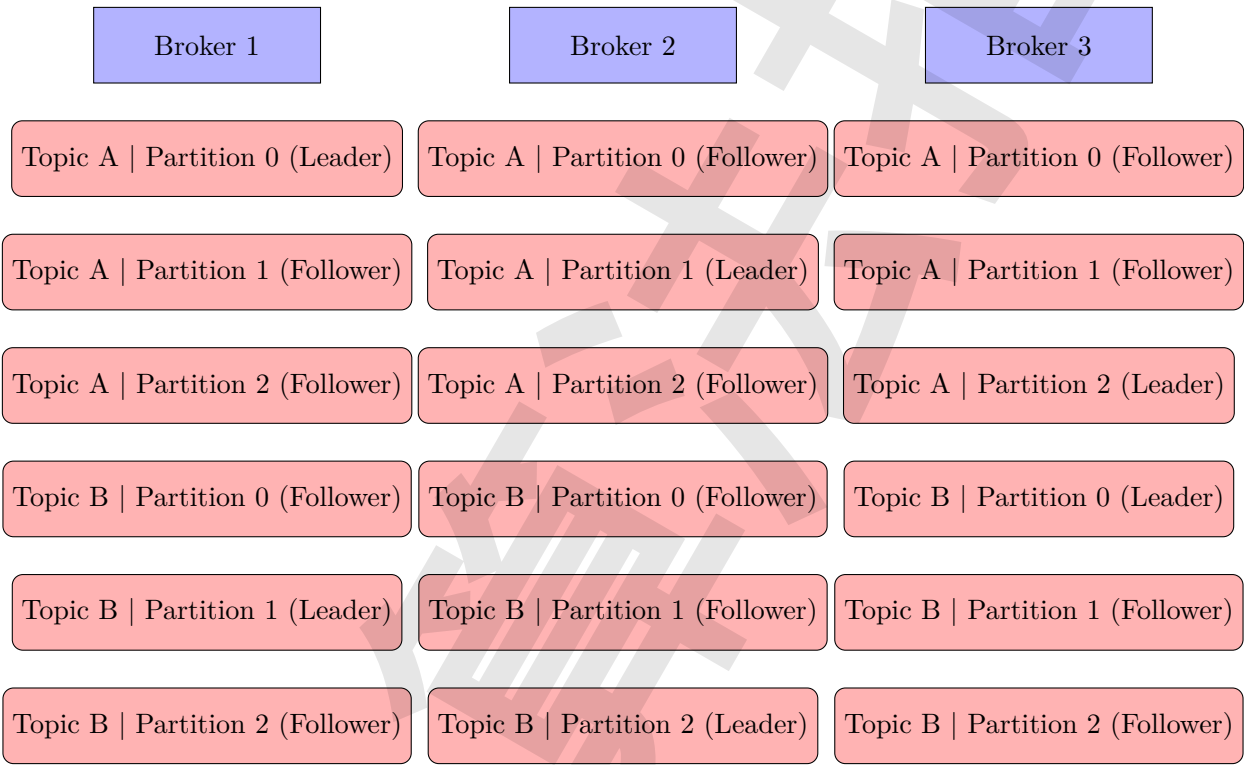 Broker 1 Broker 2 Broker 3
Topic A | Partition 0 (Leader) Topic A | Partition 0 (Follower) Topic A | Partition 0 (Follower)
Topic A | Partition 1 (Follower) Topic A | Partition 1 (Leader) Topic A | Partition 1 (Follower)
Topic A | Partition 2 (Follower) Topic A | Partition 2 (Follower) Topic A | Partition 2 (Leader)
Topic B | Partition 0 (Follower) Topic B | Partition 0 (Follower) Topic B | Partition 0 (Leader)
Topic B | Partition 1 (Leader) Topic B | Partition 1 (Follower) Topic B | Partition 1 (Follower)
Topic B | Partition 2 (Follower) Topic B | Partition 2 (Leader) Topic B | Partition 2 (Follower)